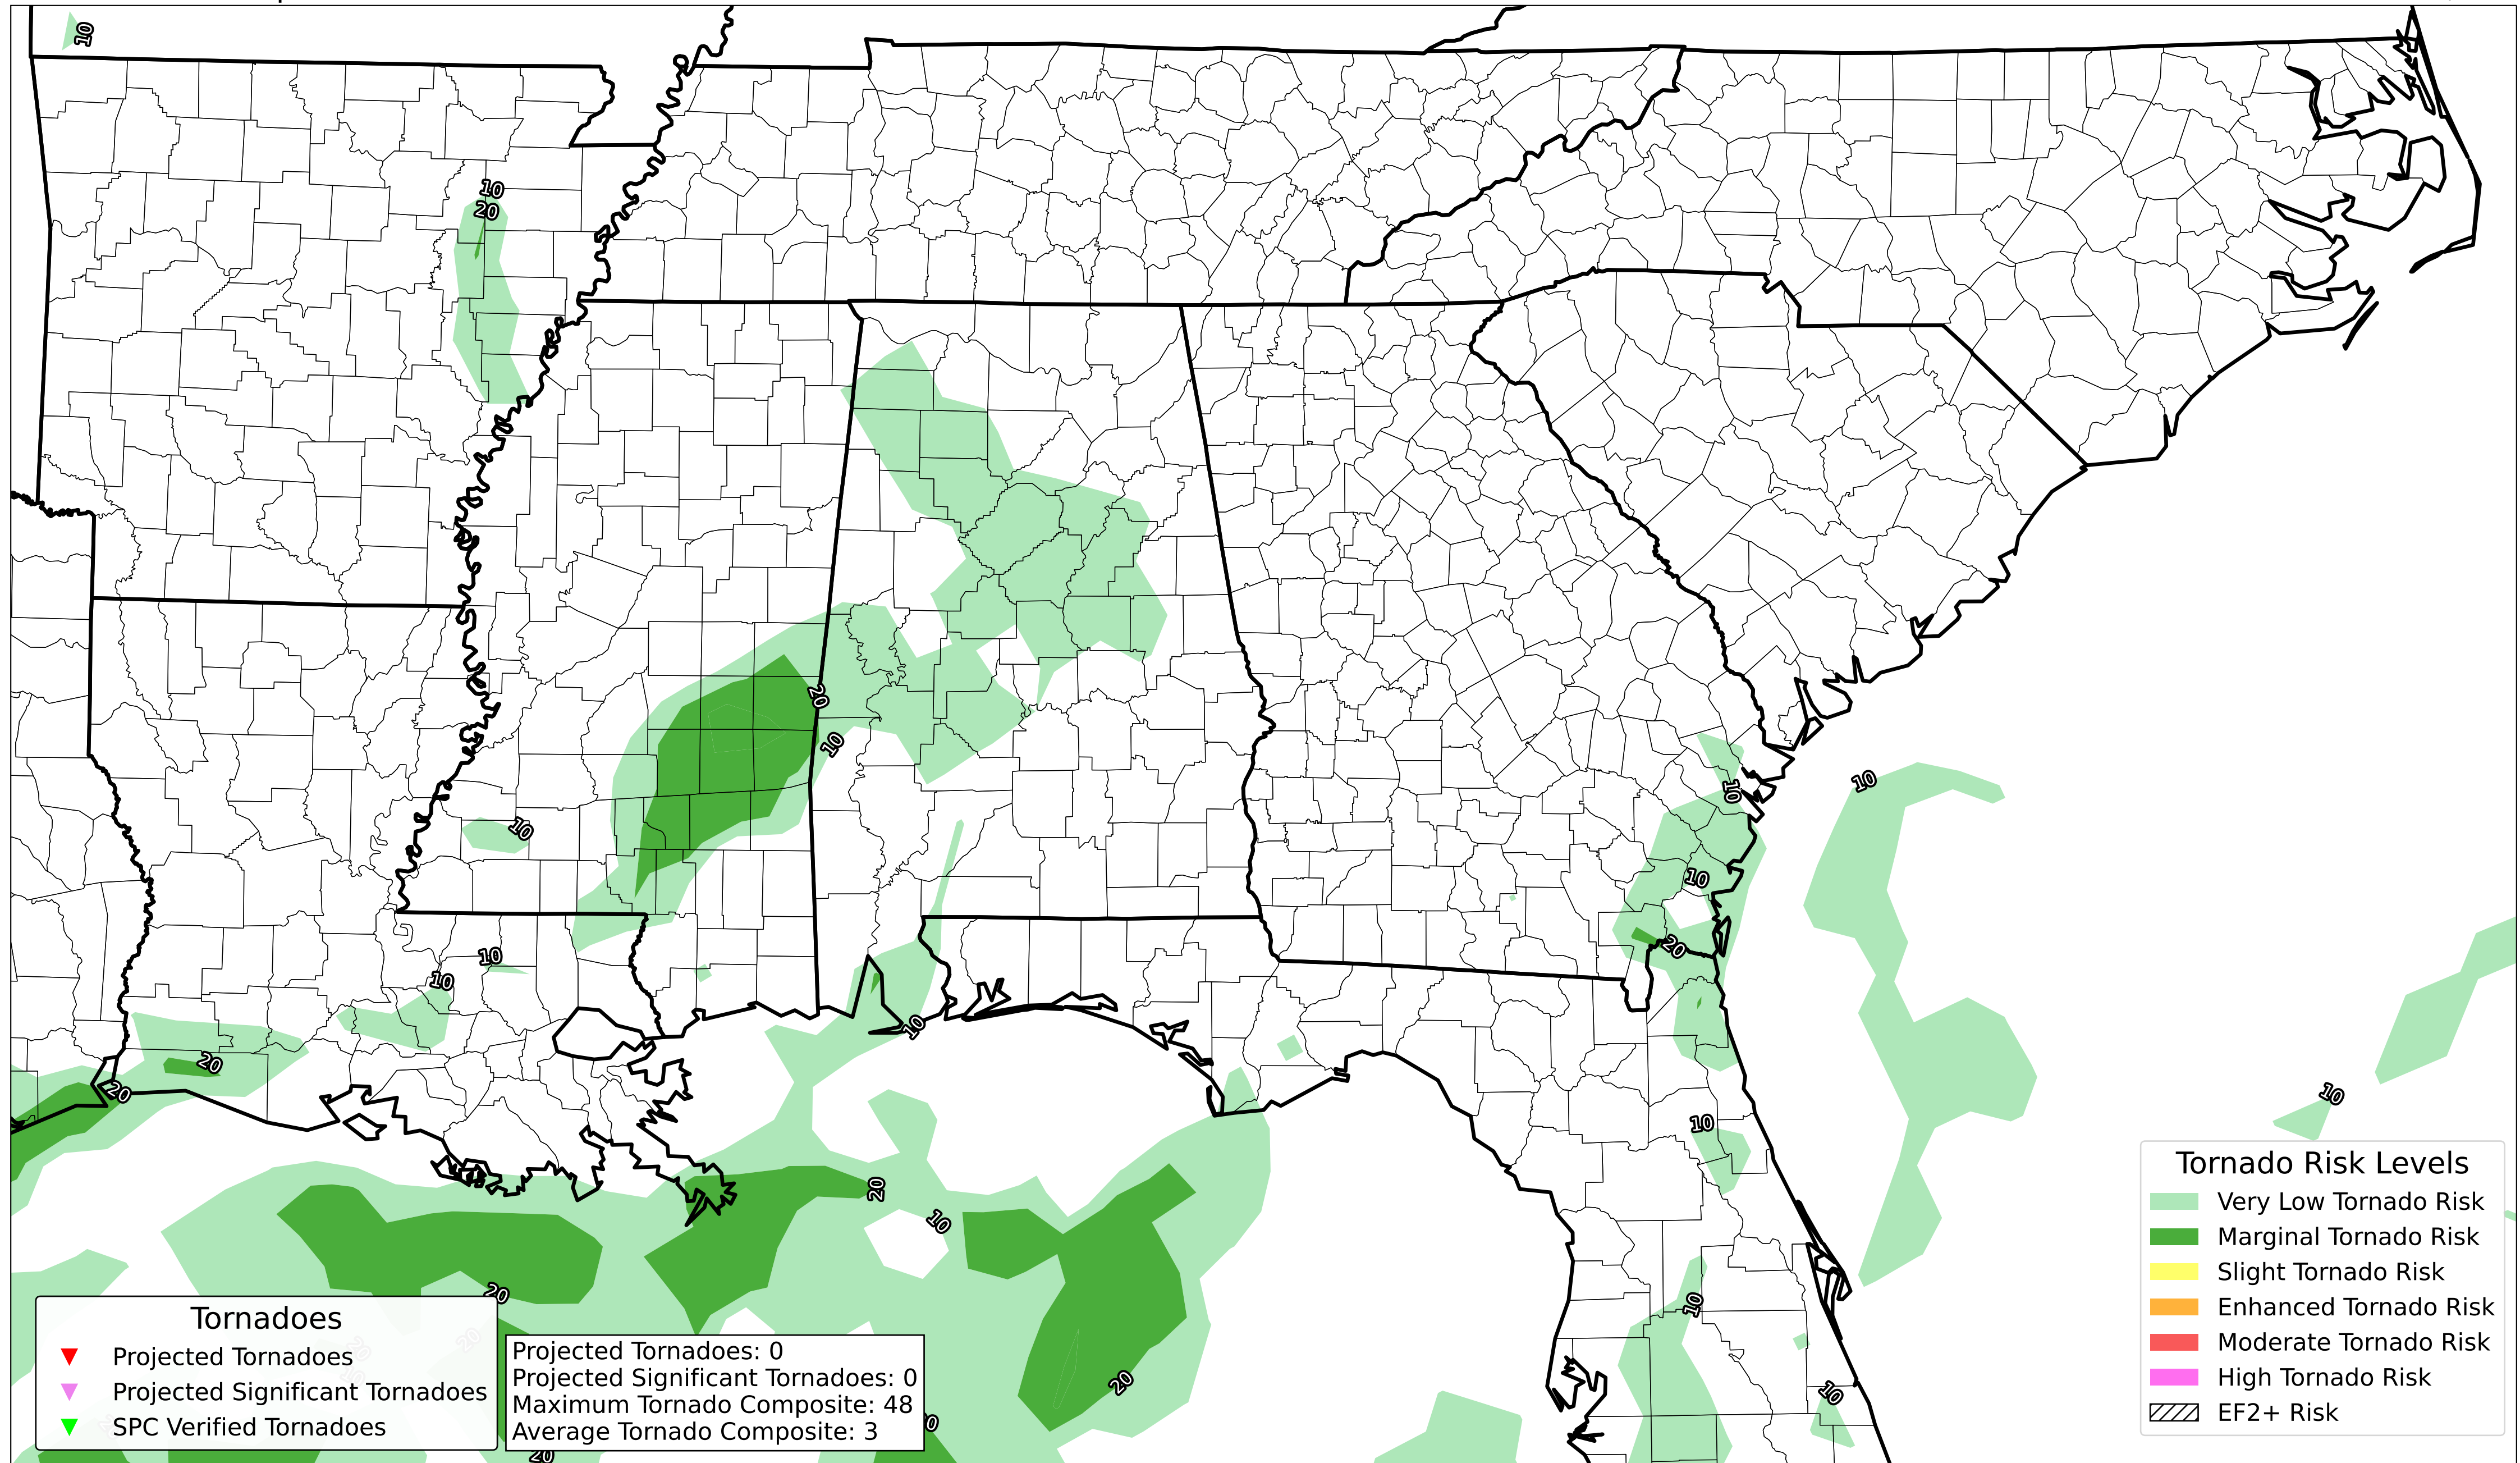 10
10
20
20
10
10
10
10
10
20
10
10
20
20
10
10
10
20
10
20
10
20
10
20
10
20
Tornado Risk Levels
Very Low Tornado Risk
Marginal Tornado Risk
Slight Tornado Risk
Enhanced Tornado Risk
Moderate Tornado Risk
High Tornado Risk
EF2+ Risk
Tornadoes
Projected Tornadoes
Projected Significant Tornadoes
SPC Verified Tornadoes
Projected Tornadoes: 0
Projected Significant Tornadoes: 0
Maximum Tornado Composite: 48
Average Tornado Composite: 3